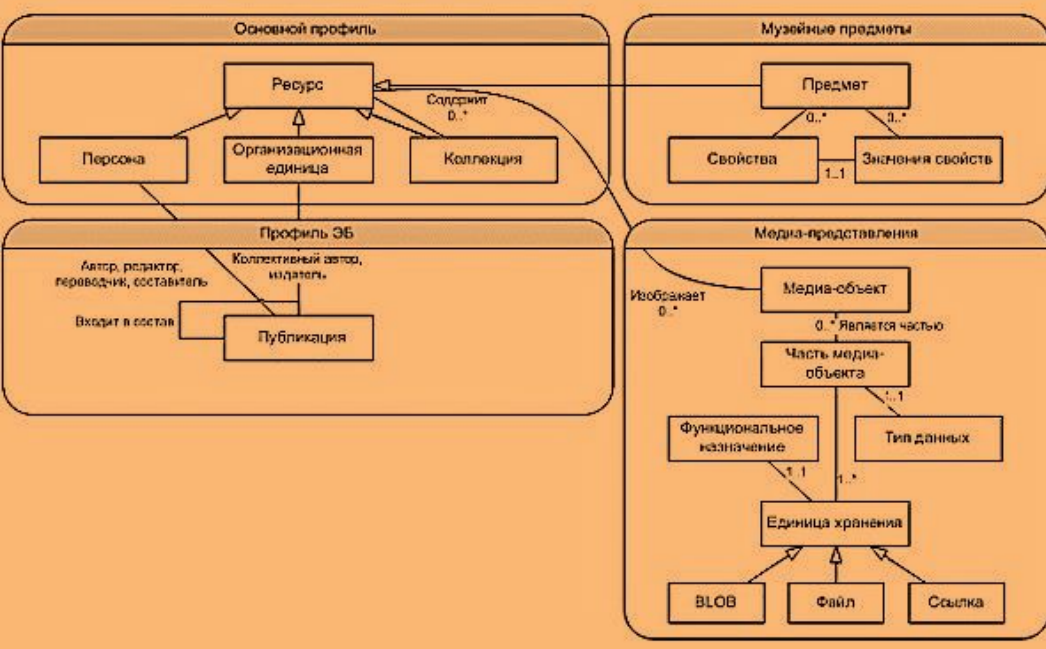 Основной профиль
Ресурс
Содержит
0..*
Персона
Организационная
единица
Коллекция
Музейные предметы
Предмет
0..*
0..*
Свойства
1..1
Значения свойств
Профиль ЭБ
Автор, редактор,
переводчик, составитель
Коллективный автор,
издатель
Входит в состав
Публикация
Медиа-представления
Изображает
0..*
Медиа-объект
0..* Является частью
Часть медиа-
объекта
1..1
Функциональное
назначение
Тип данных
1..1
1..*
Единица хранения
BLOB
Файл
Ссылка